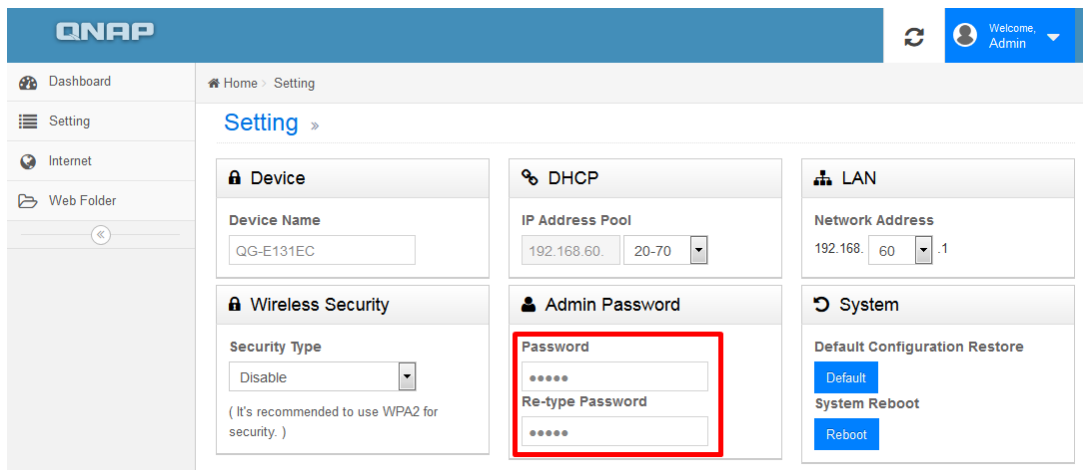 QNAP
Welcome,
Admin
Dashboard
Setting
Internet
Web Folder
Home > Setting
Setting »
Device
Device Name
QG-E131EC
DHCP
IP Address Pool
192.168.60. 20-70
LAN
Network Address
192.168. 60 .1
Wireless Security
Security Type
Disable
( It's recommended to use WPA2 for
security. )
Admin Password
Password
●●●●●
Re-type Password
●●●●●
System
Default Configuration Restore
Default
System Reboot
Reboot